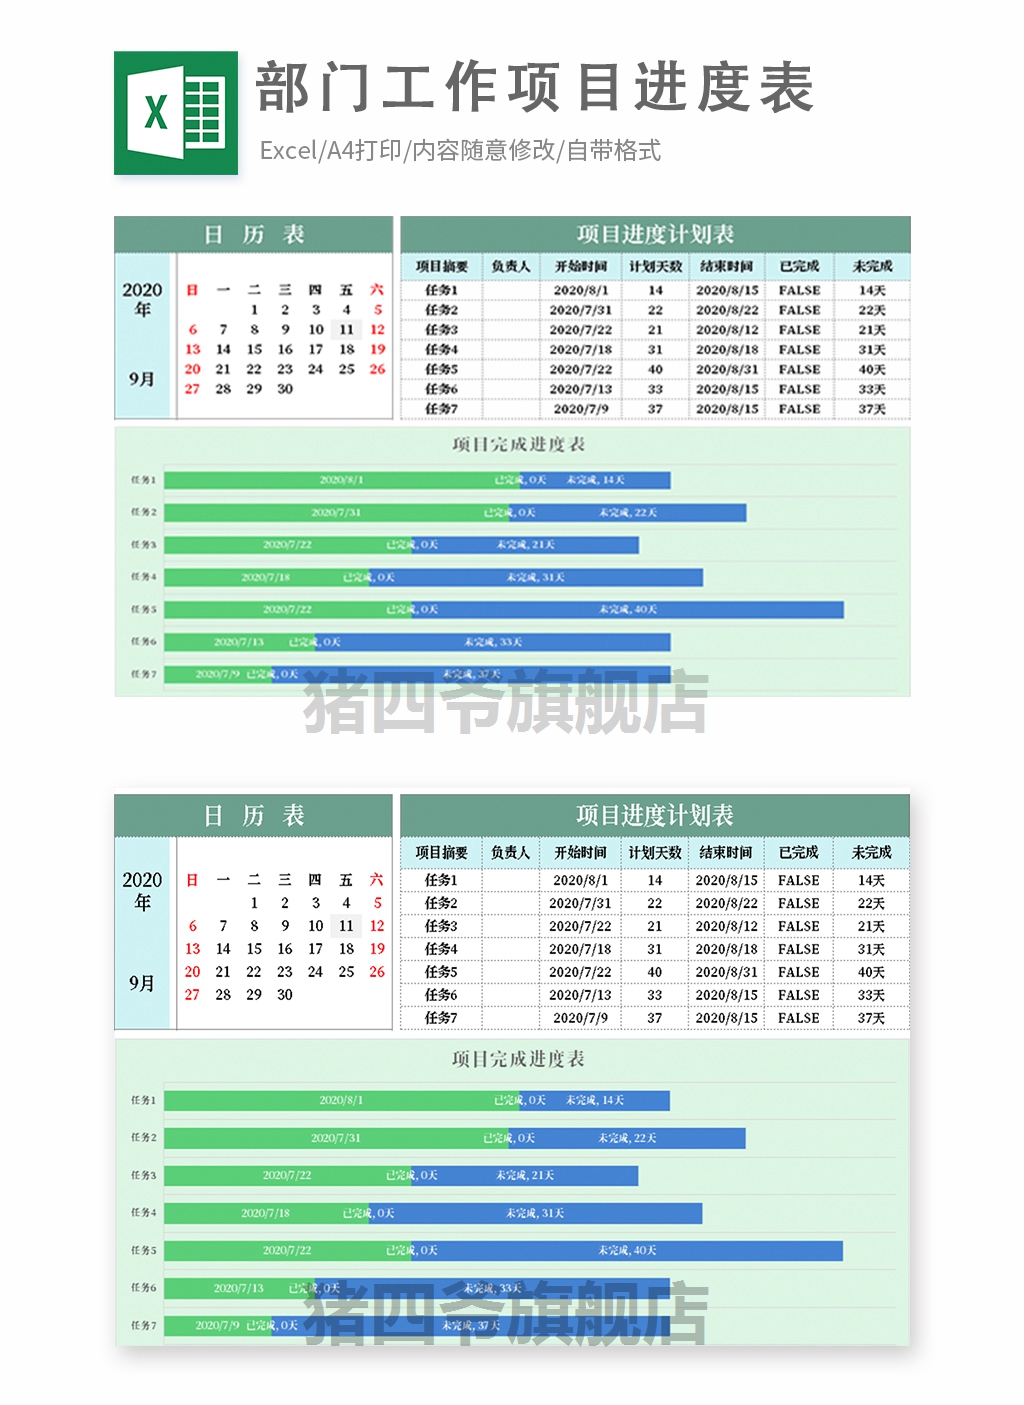 X
部门工作项目进度表
Excel/A4打印/内容随意修改/自带格式
日 历 表
2020年
9月
日 一 二 三 四 五 六
1 2 3 4 5
6 7 8 9 10 11 12
13 14 15 16 17 18 19
20 21 22 23 24 25 26
27 28 29 30
项目进度计划表
项目摘要 负责人 开始时间 计划天数 结束时间 已完成 未完成
任务1 2020/8/1 14 2020/8/15 FALSE 14天
任务2 2020/7/31 22 2020/8/22 FALSE 22天
任务3 2020/7/22 21 2020/8/12 FALSE 21天
任务4 2020/7/18 31 2020/8/18 FALSE 31天
任务5 2020/7/22 40 2020/8/31 FALSE 40天
任务6 2020/7/13 33 2020/8/15 FALSE 33天
任务7 2020/7/9 37 2020/8/15 FALSE 37天
项目完成进度表
任务1 2020/8/1 已完成, 0天 未完成, 14天
任务2 2020/7/31 已完成, 0天 未完成, 22天
任务3 2020/7/22 已完成, 0天 未完成, 21天
任务4 2020/7/18 已完成, 0天 未完成, 31天
任务5 2020/7/22 已完成, 0天 未完成, 40天
任务6 2020/7/13 已完成, 0天 未完成, 33天
任务7 2020/7/9 已完成, 0天 未完成, 37天
猪四爷旗舰店
日 历 表
2020年
9月
日 一 二 三 四 五 六
1 2 3 4 5
6 7 8 9 10 11 12
13 14 15 16 17 18 19
20 21 22 23 24 25 26
27 28 29 30
项目进度计划表
项目摘要 负责人 开始时间 计划天数 结束时间 已完成 未完成
任务1 2020/8/1 14 2020/8/15 FALSE 14天
任务2 2020/7/31 22 2020/8/22 FALSE 22天
任务3 2020/7/22 21 2020/8/12 FALSE 21天
任务4 2020/7/18 31 2020/8/18 FALSE 31天
任务5 2020/7/22 40 2020/8/31 FALSE 40天
任务6 2020/7/13 33 2020/8/15 FALSE 33天
任务7 2020/7/9 37 2020/8/15 FALSE 37天
项目完成进度表
任务1 2020/8/1 已完成, 0天 未完成, 14天
任务2 2020/7/31 已完成, 0天 未完成, 22天
任务3 2020/7/22 已完成, 0天 未完成, 21天
任务4 2020/7/18 已完成, 0天 未完成, 31天
任务5 2020/7/22 已完成, 0天 未完成, 40天
任务6 2020/7/13 已完成, 0天 未完成, 33天
任务7 2020/7/9 已完成, 0天 未完成, 37天
猪四爷旗舰店